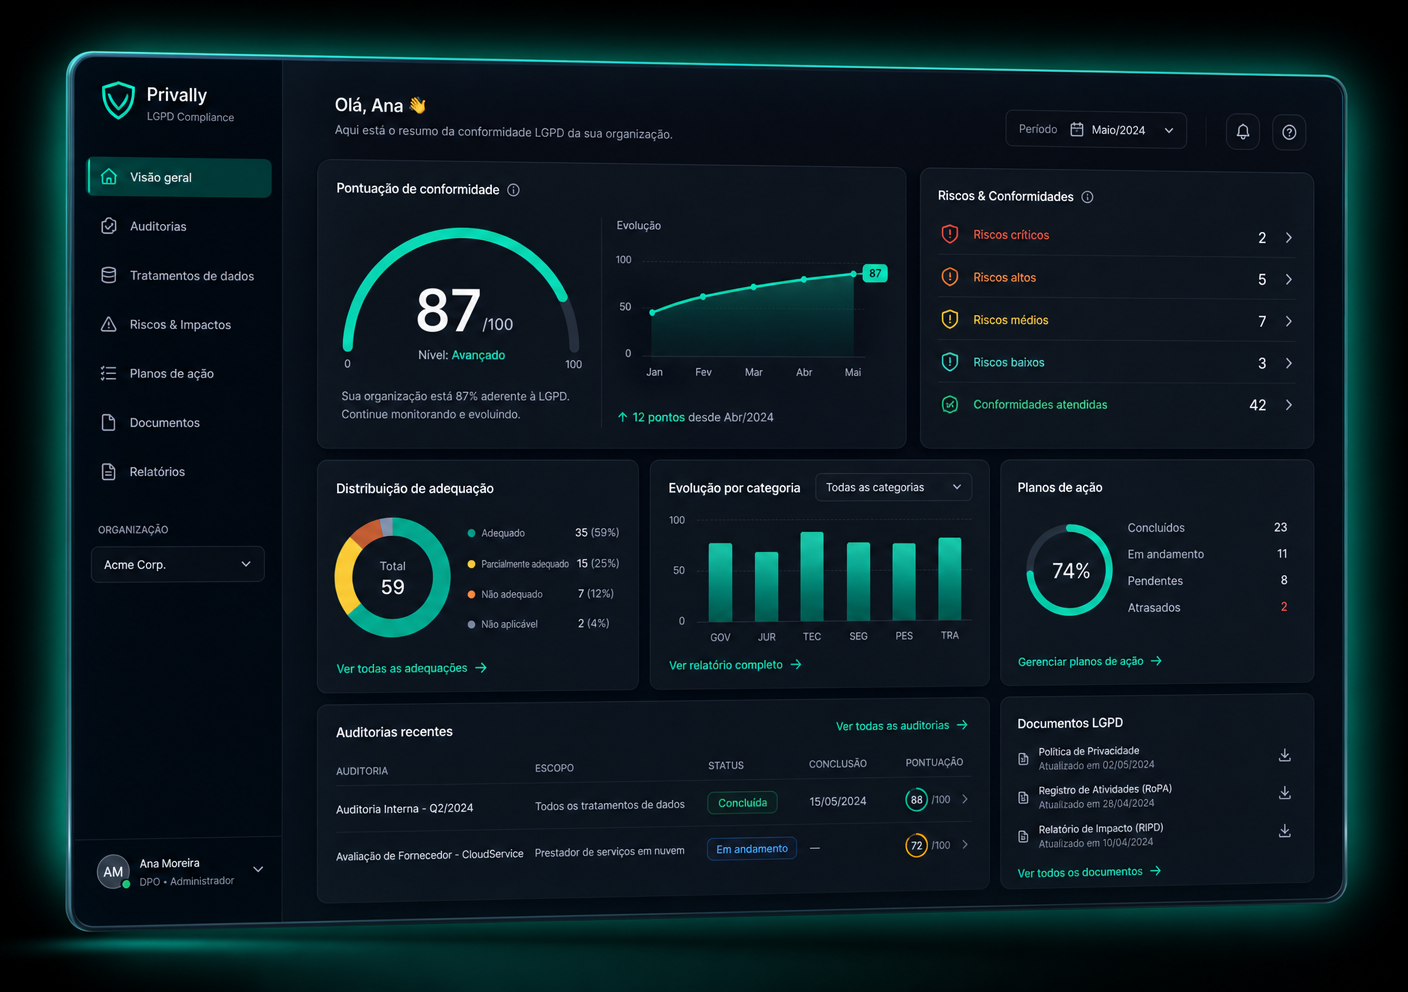 Privally
LGPD Compliance
Visão geral
Auditorias
Tratamentos de dados
Riscos & Impactos
Planos de ação
Documentos
Relatórios
ORGANIZAÇÃO
Acme Corp.
AM
Ana Moreira
DPO • Administrador
Olá, Ana 👋
Aqui está o resumo da conformidade LGPD da sua organização.
Período Maio/2024
Pontuação de conformidade
87 /100
Nível: Avançado
0 100
Sua organização está 87% aderente à LGPD.
Continue monitorando e evoluindo.
Evolução
100
50
0
87
Jan Fev Mar Abr Mai
↑ 12 pontos desde Abr/2024
Riscos & Conformidades
Riscos críticos 2
Riscos altos 5
Riscos médios 7
Riscos baixos 3
Conformidades atendidas 42
Distribuição de adequação
Total
59
Adequado 35 (59%)
Parcialmente adequado 15 (25%)
Não adequado 7 (12%)
Não aplicável 2 (4%)
Ver todas as adequações →
Evolução por categoria
Todas as categorias
100
50
0
GOV JUR TEC SEG PES TRA
Ver relatório completo →
Planos de ação
74%
Concluídos 23
Em andamento 11
Pendentes 8
Atrasados 2
Gerenciar planos de ação →
Auditorias recentes
Ver todas as auditorias →
AUDITORIA ESCOPO STATUS CONCLUSÃO PONTUAÇÃO
Auditoria Interna - Q2/2024 Todos os tratamentos de dados Concluída 15/05/2024 88 /100
Avaliação de Fornecedor - CloudService Prestador de serviços em nuvem Em andamento — 72 /100
Documentos LGPD
Política de Privacidade
Atualizado em 02/05/2024
Registro de Atividades (RoPA)
Atualizado em 28/04/2024
Relatório de Impacto (RIPD)
Atualizado em 10/04/2024
Ver todos os documentos →